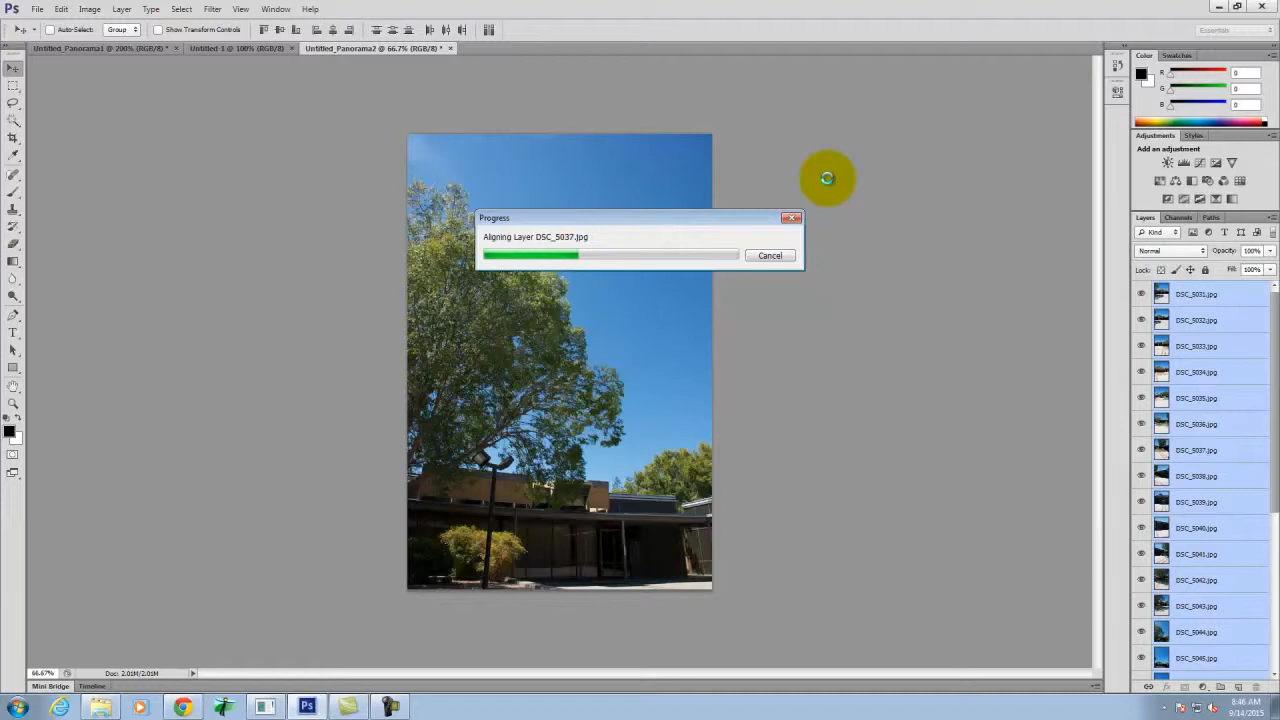 Ps File Edit Image Layer Type Select Filter View Window Help
Auto-Select: Group Show Transform Controls Essentials
Untitled_Panorama1 @ 200% (RGB/8) * × Untitled-1 @ 100% (RGB/8) × Untitled_Panorama2 @ 66.7% (RGB/8) * ×
Color Swatches
R 0
G 0
B 0
Adjustments Styles
Add an adjustment
Layers Channels Paths
Kind
Normal Opacity: 100%
Lock: Fill: 100%
Progress
Aligning Layer DSC_5037.jpg
Cancel
DSC_5031.jpg
DSC_5032.jpg
DSC_5033.jpg
DSC_5034.jpg
DSC_5035.jpg
DSC_5036.jpg
DSC_5037.jpg
DSC_5038.jpg
DSC_5039.jpg
DSC_5040.jpg
DSC_5041.jpg
DSC_5042.jpg
DSC_5043.jpg
DSC_5044.jpg
DSC_5045.jpg
66.67% Doc: 2.01M/2.01M
Mini Bridge Timeline
Ps
8:46 AM
9/14/2015